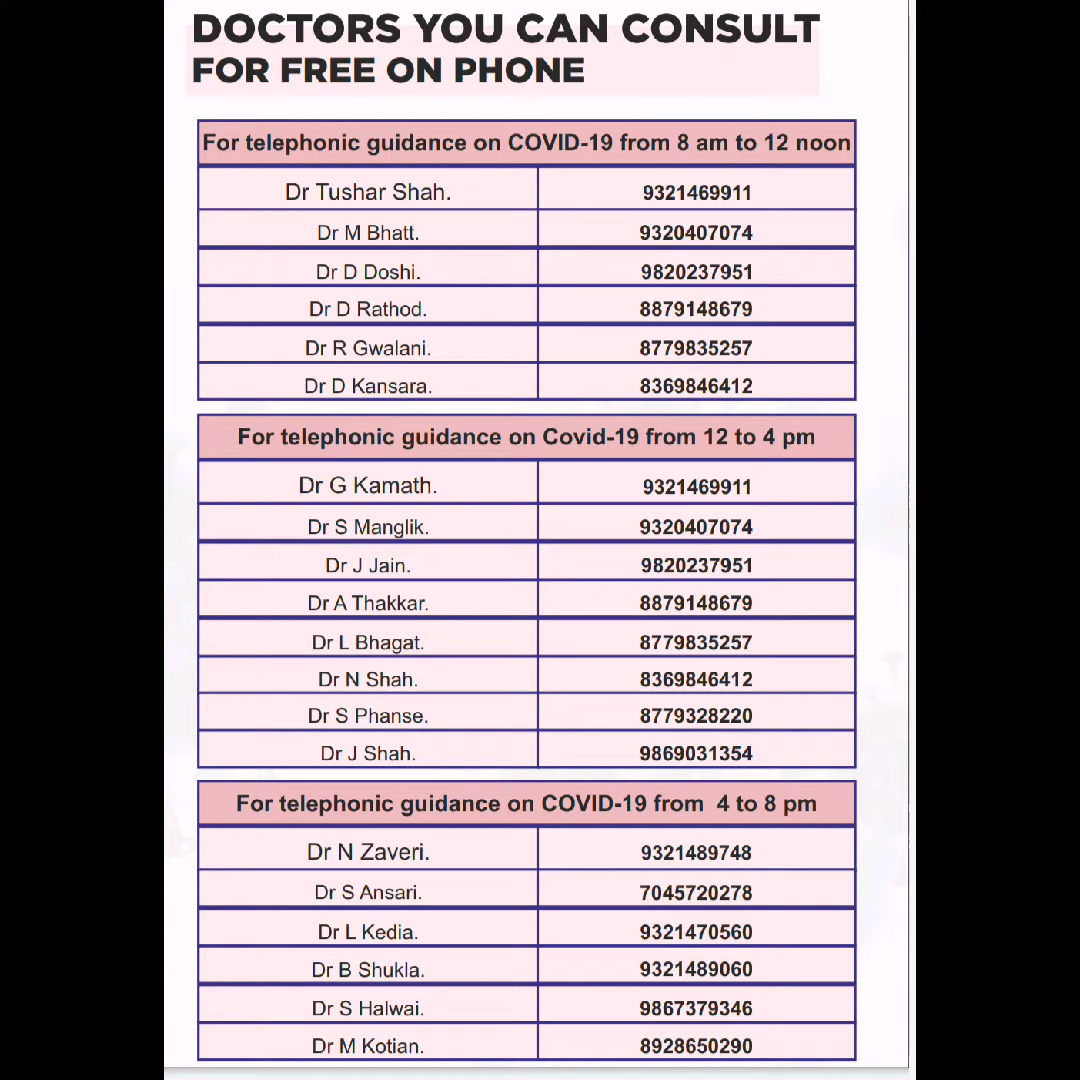 DOCTORS YOU CAN CONSULT
FOR FREE ON PHONE
For telephonic guidance on COVID-19 from 8 am to 12 noon
Dr Tushar Shah. 9321469911
Dr M Bhatt. 9320407074
Dr D Doshi. 9820237951
Dr D Rathod. 8879148679
Dr R Gwalani. 8779835257
Dr D Kansara. 8369846412
For telephonic guidance on Covid-19 from 12 to 4 pm
Dr G Kamath. 9321469911
Dr S Manglik. 9320407074
Dr J Jain. 9820237951
Dr A Thakkar. 8879148679
Dr L Bhagat. 8779835257
Dr N Shah. 8369846412
Dr S Phanse. 8779328220
Dr J Shah. 9869031354
For telephonic guidance on COVID-19 from  4 to 8 pm
Dr N Zaveri. 9321489748
Dr S Ansari. 7045720278
Dr L Kedia. 9321470560
Dr B Shukla. 9321489060
Dr S Halwai. 9867379346
Dr M Kotian. 8928650290